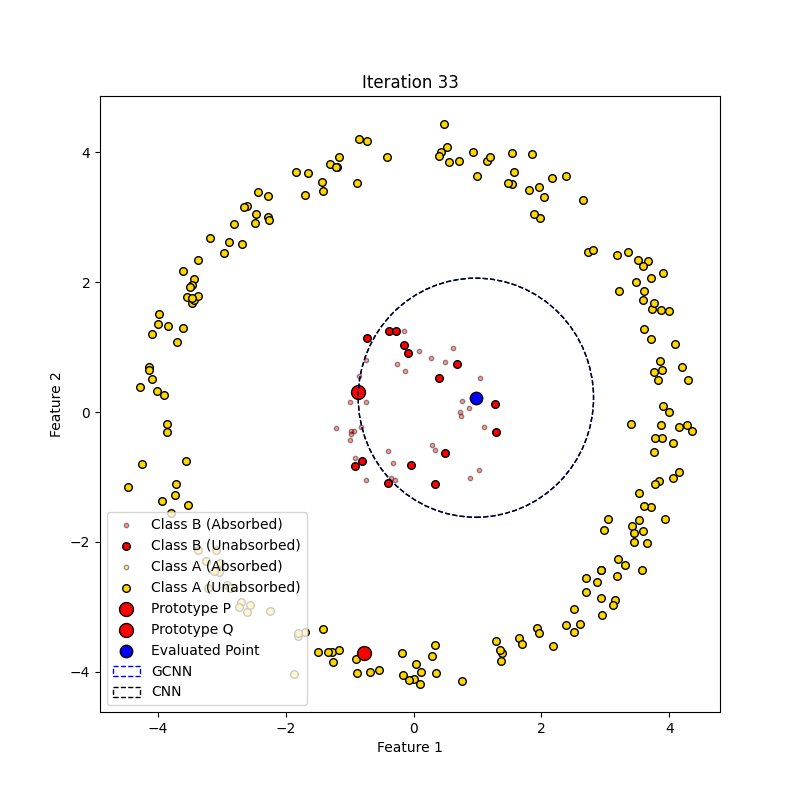 Iteration 33
4
2
0
−2
−4
Feature 2
Class B (Absorbed)
Class B (Unabsorbed)
Class A (Absorbed)
Class A (Unabsorbed)
Prototype P
Prototype Q
Evaluated Point
GCNN
CNN
−4 −2 0 2 4
Feature 1